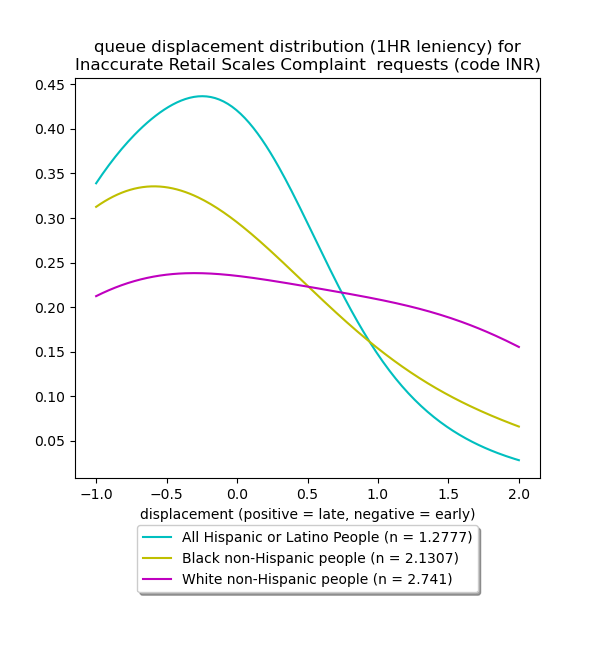 queue displacement distribution (1HR leniency) for
Inaccurate Retail Scales Complaint  requests (code INR)
0.45
0.40
0.35
0.30
0.25
0.20
0.15
0.10
0.05
−1.0 −0.5 0.0 0.5 1.0 1.5 2.0
displacement (positive = late, negative = early)
All Hispanic or Latino People (n = 1.2777)
Black non-Hispanic people (n = 2.1307)
White non-Hispanic people (n = 2.741)